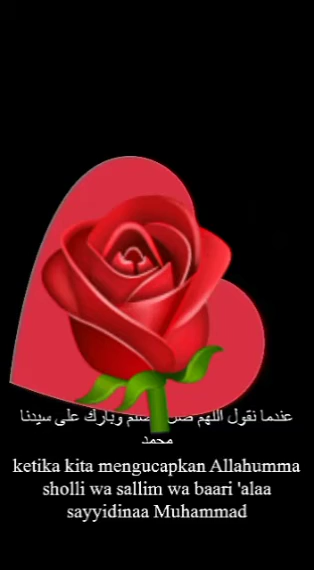 عندما نقول اللهم وبارك على سيدنا
محمد
ketika kita mengucapkan Allahumma
sholli wa sallim wa baari 'alaa
sayyidinaa Muhammad